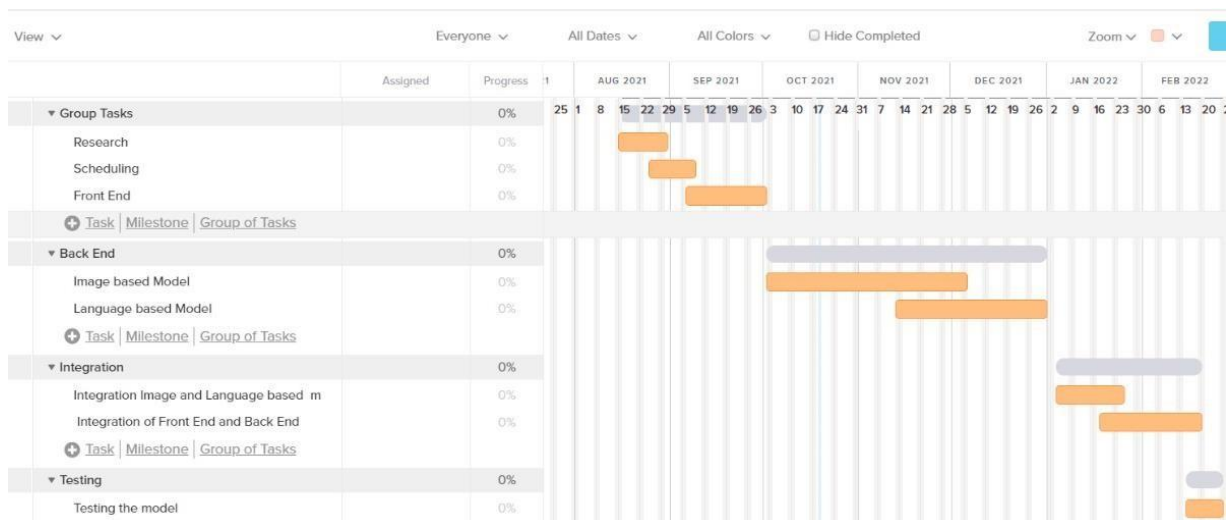 View Everyone All Dates All Colors Hide Completed Zoom
Assigned Progress 1 AUG 2021 SEP 2021 OCT 2021 NOV 2021 DEC 2021 JAN 2022 FEB 2022
Group Tasks 0% 25 1 8 15 22 29 5 12 19 26 3 10 17 24 31 7 14 21 28 5 12 19 26 2 9 16 23 30 6 13 20 2
Research 0%
Scheduling 0%
Front End 0%
Task | Milestone | Group of Tasks
Back End 0%
Image based Model 0%
Language based Model 0%
Task | Milestone | Group of Tasks
Integration 0%
Integration Image and Language based m 0%
Integration of Front End and Back End 0%
Task | Milestone | Group of Tasks
Testing 0%
Testing the model 0%